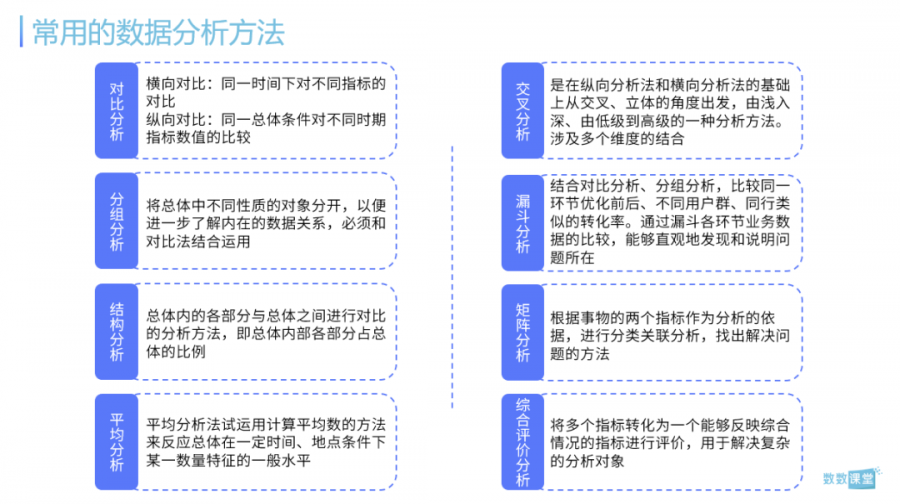 常用的数据分析方法
对比分析
横向对比：同一时间下对不同指标的
对比
纵向对比：同一总体条件对不同时期
指标数值的比较
分组分析
将总体中不同性质的对象分开，以便
进一步了解内在的数据关系，必须和
对比法结合运用
结构分析
总体内的各部分与总体之间进行对比
的分析方法，即总体内部各部分占总
体的比例
平均分析
平均分析法试运用计算平均数的方法
来反应总体在一定时间、地点条件下
某一数量特征的一般水平
交叉分析
是在纵向分析法和横向分析法的基础
上从交叉、立体的角度出发，由浅入
深、由低级到高级的一种分析方法。
涉及多个维度的结合
漏斗分析
结合对比分析、分组分析，比较同一
环节优化前后、不同用户群、同行类
似的转化率。通过漏斗各环节业务数
据的比较，能够直观地发现和说明问
题所在
矩阵分析
根据事物的两个指标作为分析的依
据，进行分类关联分析，找出解决问
题的方法
综合评价分析
将多个指标转化为一个能够反映综合
情况的指标进行评价，用于解决复杂
的分析对象
数数课堂